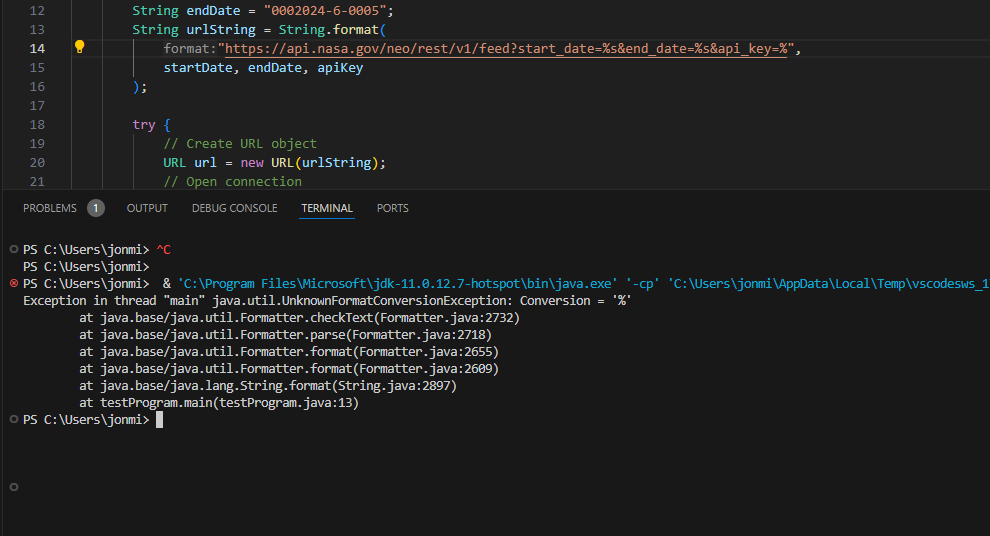 12 String endDate = "0002024-6-0005";
13 String urlString = String.format(
14 format:"https://api.nasa.gov/neo/rest/v1/feed?start_date=%s&end_date=%s&api_key=%",
15 startDate, endDate, apiKey
16 );
17
18 try {
19 // Create URL object
20 URL url = new URL(urlString);
21 // Open connection
PROBLEMS 1 OUTPUT DEBUG CONSOLE TERMINAL PORTS
PS C:\Users\jonmi> ^C
PS C:\Users\jonmi>
PS C:\Users\jonmi> & 'C:\Program Files\Microsoft\jdk-11.0.12.7-hotspot\bin\java.exe' '-cp' 'C:\Users\jonmi\AppData\Local\Temp\vscodesws_1
Exception in thread "main" java.util.UnknownFormatConversionException: Conversion = '%'
at java.base/java.util.Formatter.checkText(Formatter.java:2732)
at java.base/java.util.Formatter.parse(Formatter.java:2718)
at java.base/java.util.Formatter.format(Formatter.java:2655)
at java.base/java.util.Formatter.format(Formatter.java:2609)
at java.base/java.lang.String.format(String.java:2897)
at testProgram.main(testProgram.java:13)
PS C:\Users\jonmi>